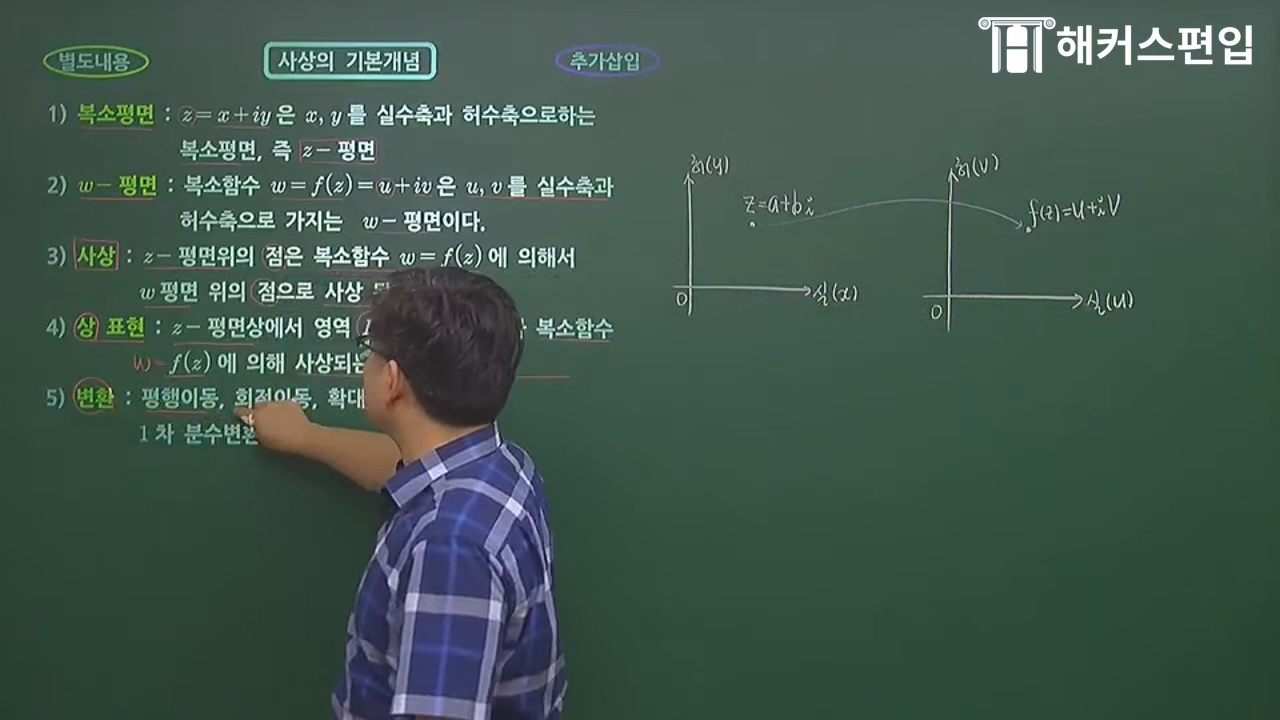 해커스편입
별도내용
사상의 기본개념
추가삽입
1) 복소평면 : z = x + iy 은 x, y 를 실수축과 허수축으로하는
복소평면, 즉 z - 평면
2) w - 평면 : 복소함수 w = f(z) = u + iv 은 u, v 를 실수축과
허수축으로 가지는 w - 평면이다.
3) 사상 : z - 평면위의 점은 복소함수 w = f(z) 에 의해서
w 평면 위의 점으로 사상
4) 상 표현 : z - 평면상에서 영역 복소함수
w = f(z) 에 의해 사상되는
5) 변환 : 평행이동, 회전이동, 확대
1차 분수변환
허(y)
z=a+bi
0
실(x)
허(v)
f(z)=u+iv
0
실(u)